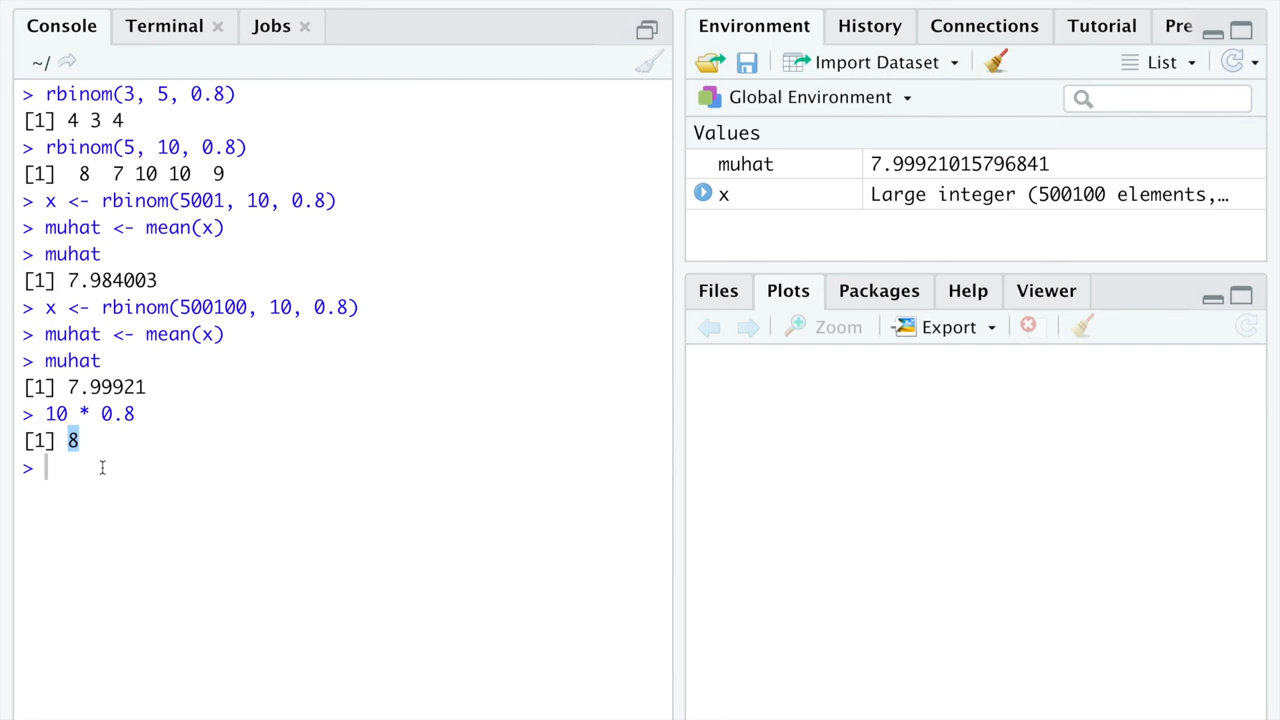 Console Terminal Jobs
~/
> rbinom(3, 5, 0.8)
[1] 4 3 4
> rbinom(5, 10, 0.8)
[1]  8  7 10 10  9
> x <- rbinom(5001, 10, 0.8)
> muhat <- mean(x)
> muhat
[1] 7.984003
> x <- rbinom(500100, 10, 0.8)
> muhat <- mean(x)
> muhat
[1] 7.99921
> 10 * 0.8
[1] 8
>
Environment History Connections Tutorial Pre
Import Dataset List
Global Environment
Values
muhat 7.99921015796841
x Large integer (500100 elements,…
Files Plots Packages Help Viewer
Zoom Export